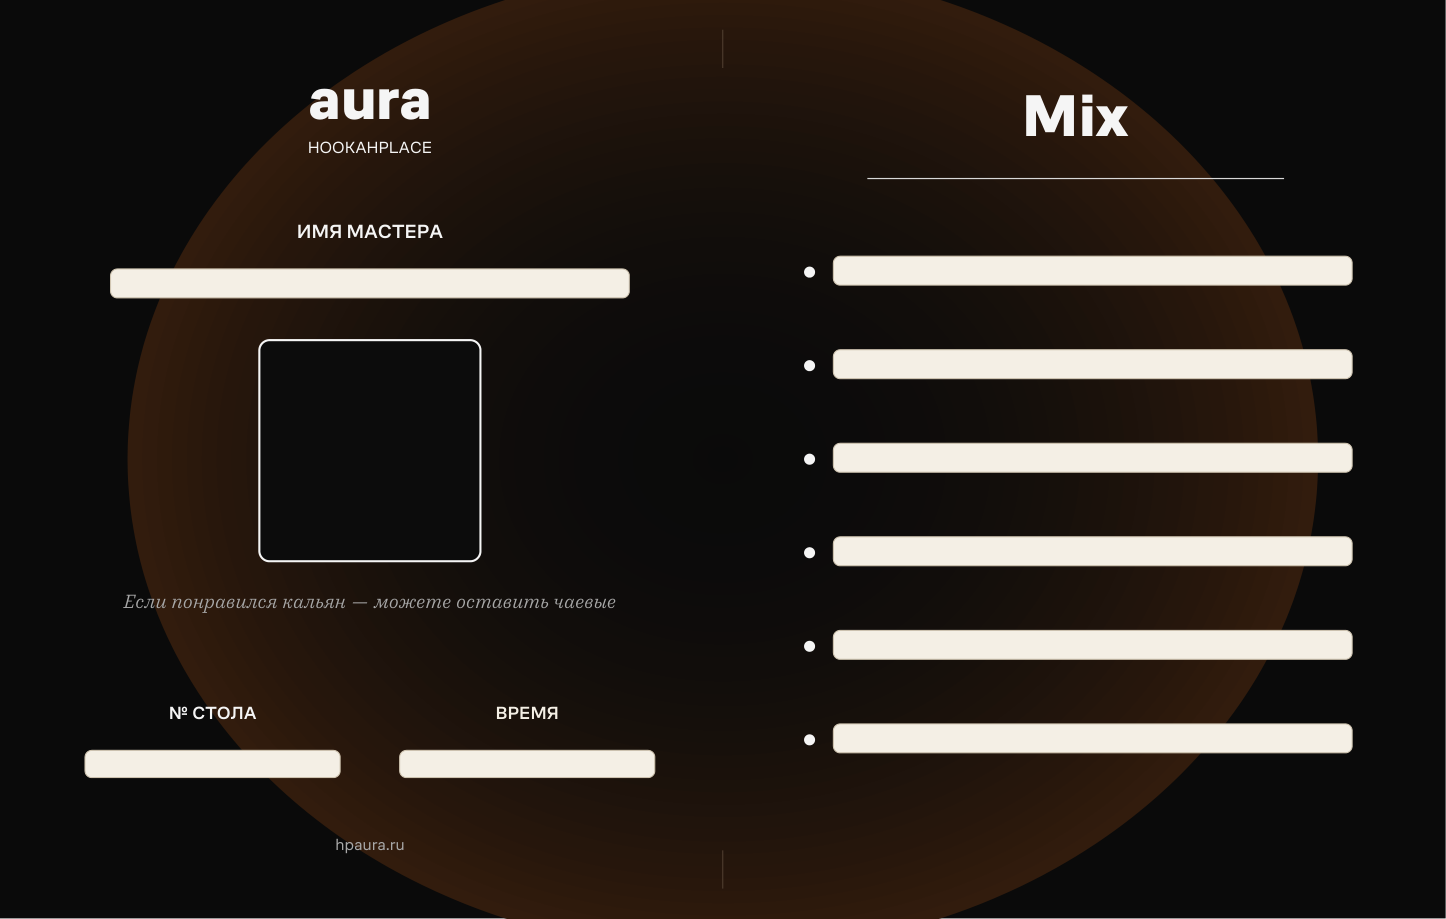 aura
HOOKAHPLACE
ИМЯ МАСТЕРА
Если понравился кальян — можете оставить чаевые
№ СТОЛА
ВРЕМЯ
hpaura.ru
Mix